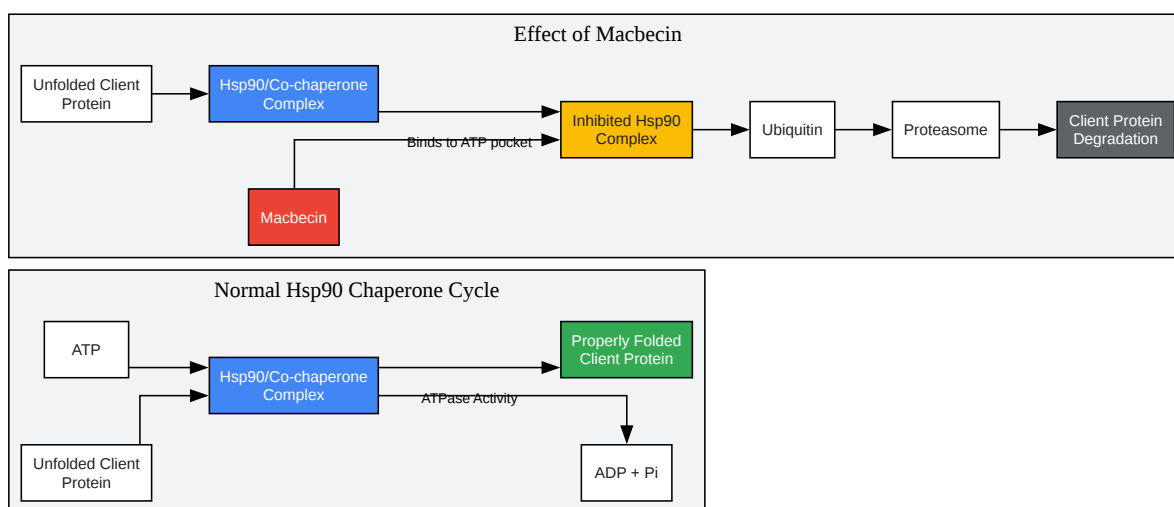 Effect of Macbecin
Unfolded Client
Protein
Hsp90/Co-chaperone
Complex
Binds to ATP pocket
Macbecin
Inhibited Hsp90
Complex
Ubiquitin
Proteasome
Client Protein
Degradation
Normal Hsp90 Chaperone Cycle
ATP
Unfolded Client
Protein
Hsp90/Co-chaperone
Complex
ATPase Activity
Properly Folded
Client Protein
ADP + Pi